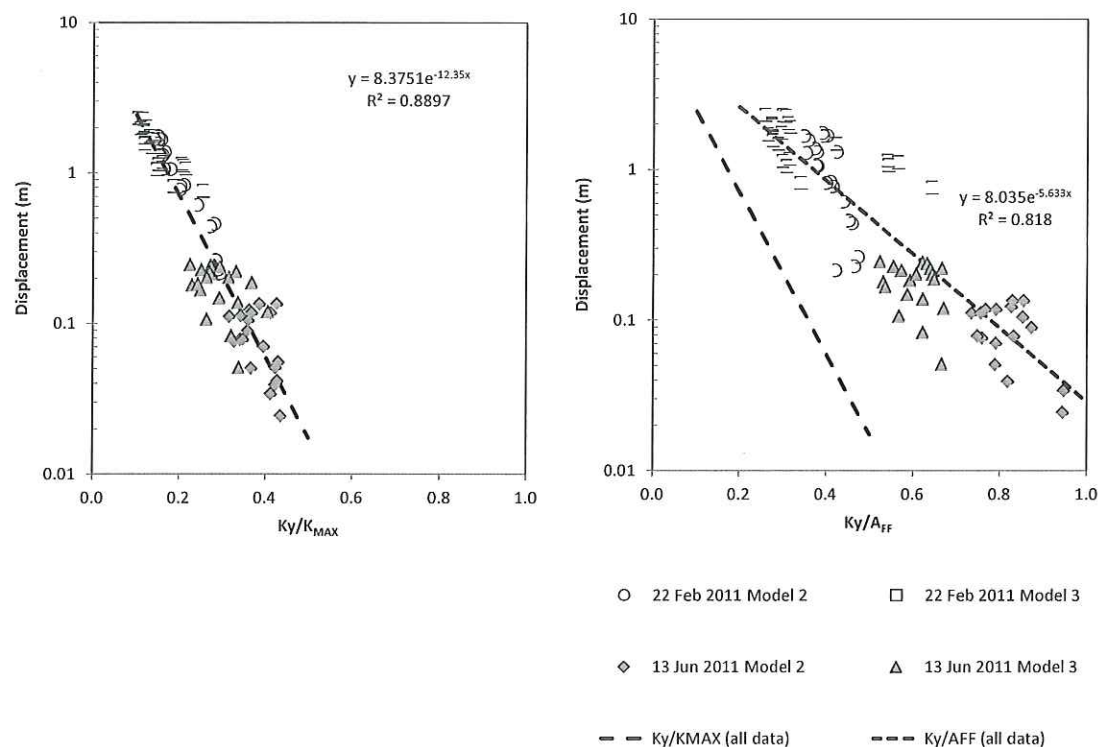 10
1
0.1
0.01
Displacement (m)
y = 8.3751e^-12.35x
R² = 0.8897
0.0 0.2 0.4 0.6 0.8 1.0
Ky/K_MAX
10
1
0.1
0.01
Displacement (m)
y = 8.035e^-5.633x
R² = 0.818
0.0 0.2 0.4 0.6 0.8 1.0
Ky/A_FF
22 Feb 2011 Model 2 22 Feb 2011 Model 3
13 Jun 2011 Model 2 13 Jun 2011 Model 3
Ky/KMAX (all data) Ky/AFF (all data)